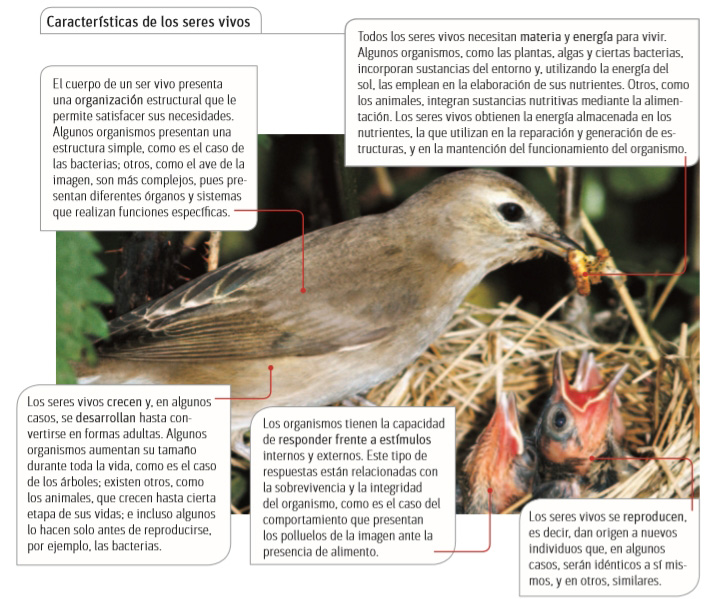 Características de los seres vivos
Todos los seres vivos necesitan materia y energía para vivir.
Algunos organismos, como las plantas, algas y ciertas bacterias,
incorporan sustancias del entorno y, utilizando la energía del
sol, las emplean en la elaboración de sus nutrientes. Otros, como
los animales, integran sustancias nutritivas mediante la alimen-
tación. Los seres vivos obtienen la energía almacenada en los
nutrientes, la que utilizan en la reparación y generación de es-
tructuras, y en la mantención del funcionamiento del organismo.
El cuerpo de un ser vivo presenta
una organización estructural que le
permite satisfacer sus necesidades.
Algunos organismos presentan una
estructura simple, como es el caso de
las bacterias; otros, como el ave de la
imagen, son más complejos, pues pre-
sentan diferentes órganos y sistemas
que realizan funciones específicas.
Los seres vivos crecen y, en algunos
casos, se desarrollan hasta con-
vertirse en formas adultas. Algunos
organismos aumentan su tamaño
durante toda la vida, como es el caso
de los árboles; existen otros, como
los animales, que crecen hasta cierta
etapa de sus vidas; e incluso algunos
lo hacen solo antes de reproducirse,
por ejemplo, las bacterias.
Los organismos tienen la capacidad
de responder frente a estímulos
internos y externos. Este tipo de
respuestas están relacionadas con
la sobrevivencia y la integridad
del organismo, como es el caso del
comportamiento que presentan
los polluelos de la imagen ante la
presencia de alimento.
Los seres vivos se reproducen,
es decir, dan origen a nuevos
individuos que, en algunos
casos, serán idénticos a sí mis-
mos, y en otros, similares.